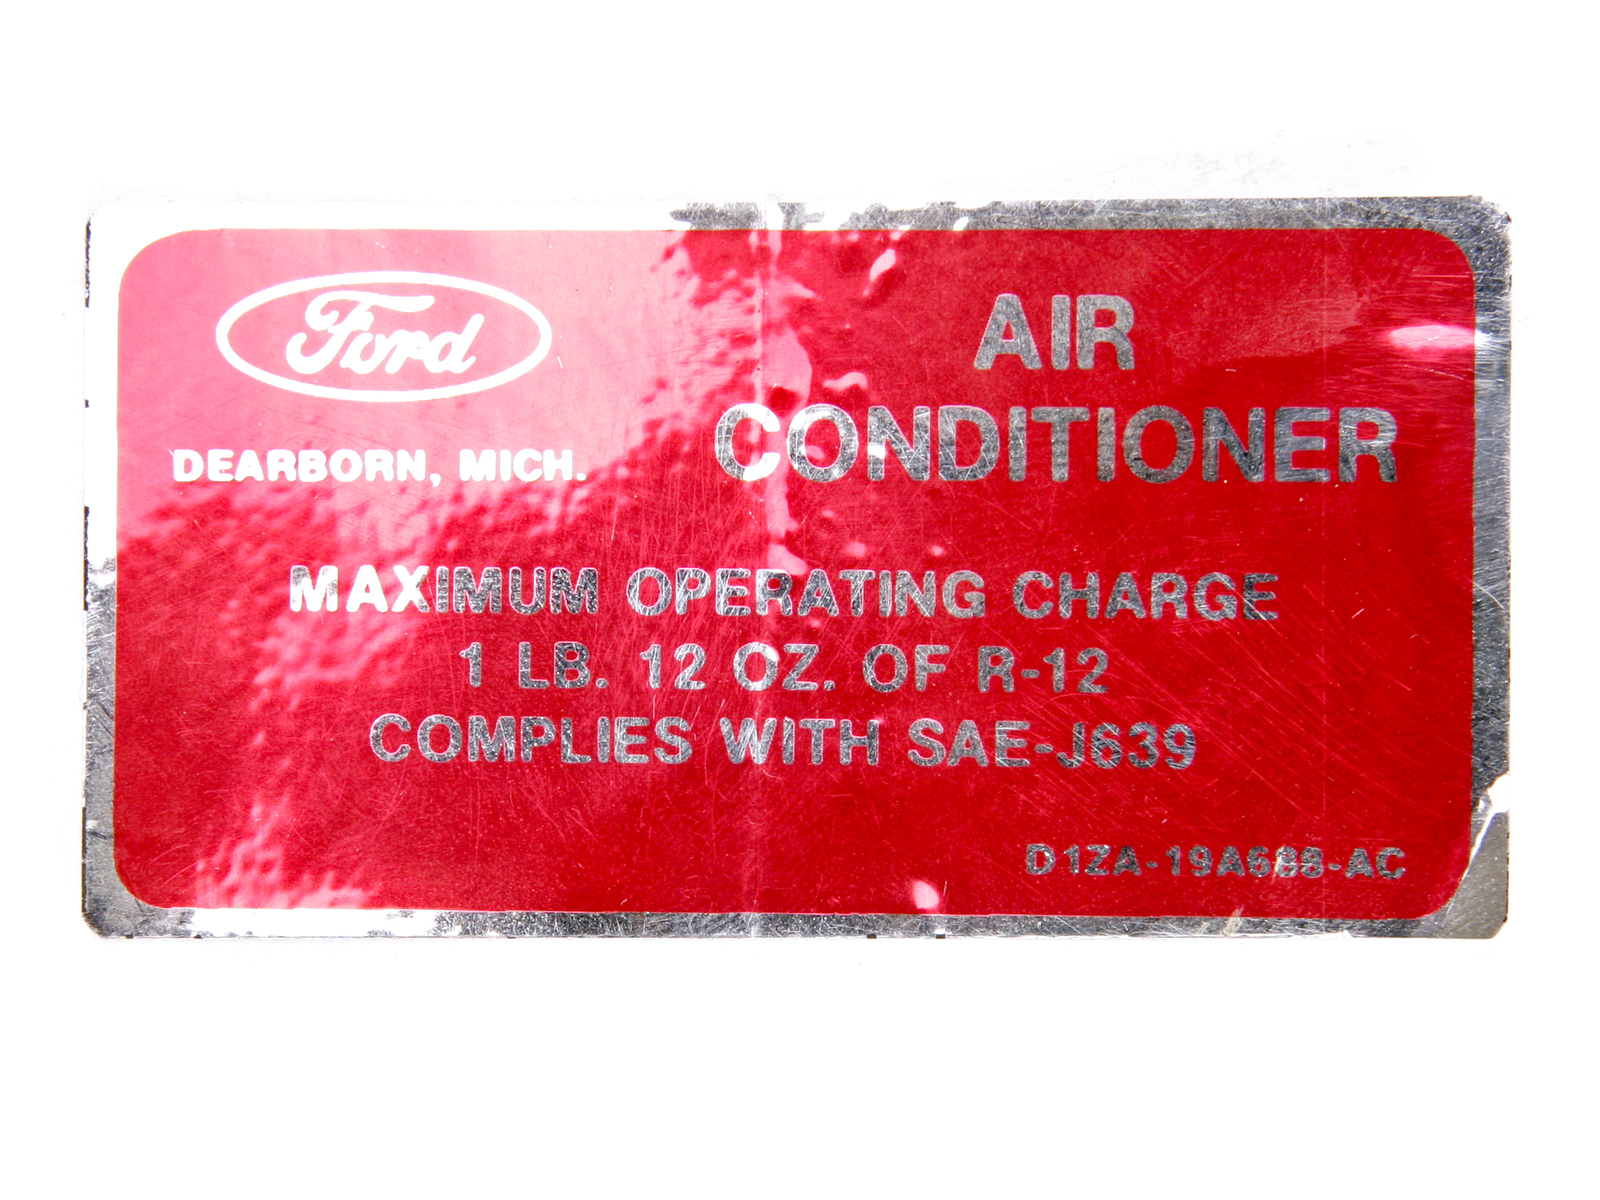 Ford
DEARBORN, MICH.
AIR
CONDITIONER
MAXIMUM OPERATING CHARGE
1 LB. 12 OZ. OF R-12
COMPLIES WITH SAE-J639
D1ZA-19A688-AC